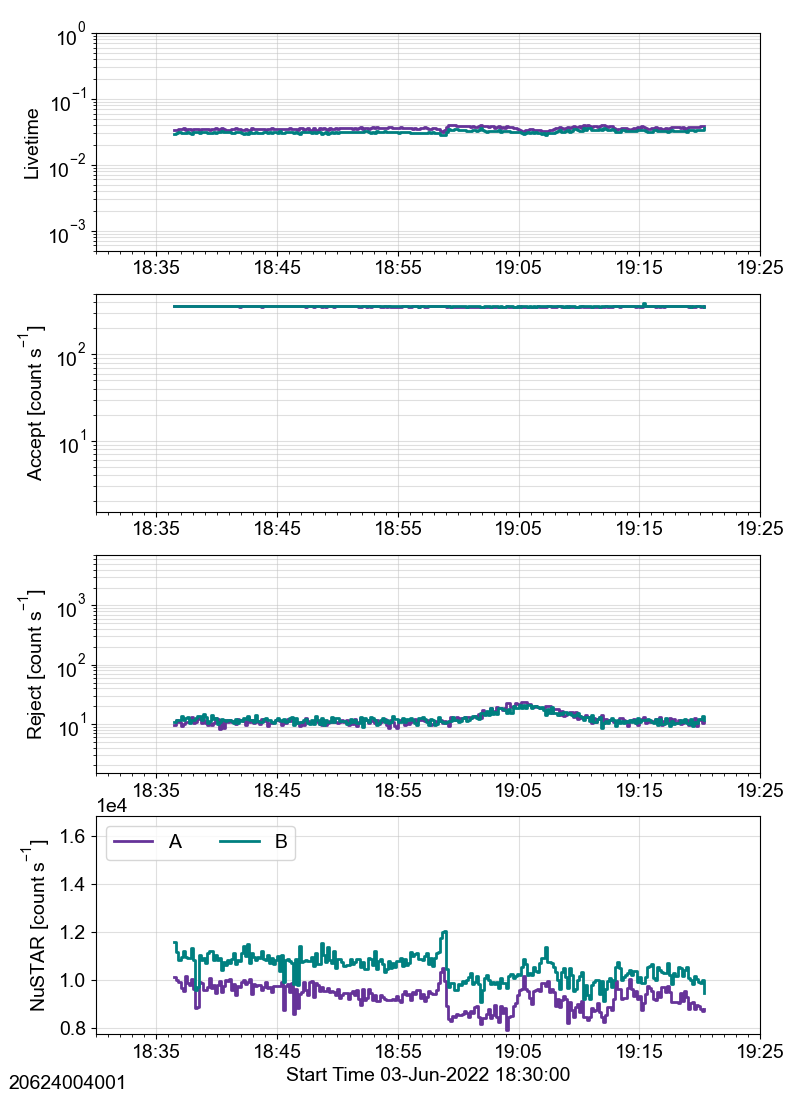 10^0
10^-1
10^-2
10^-3
Livetime
18:35 18:45 18:55 19:05 19:15 19:25
10^2
10^1
Accept [count s^-1]
18:35 18:45 18:55 19:05 19:15 19:25
10^3
10^2
10^1
Reject [count s^-1]
18:35 18:45 18:55 19:05 19:15 19:25
1e4
A B
1.6
1.4
1.2
1.0
0.8
NuSTAR [count s^-1]
18:35 18:45 18:55 19:05 19:15 19:25
Start Time 03-Jun-2022 18:30:00
20624004001